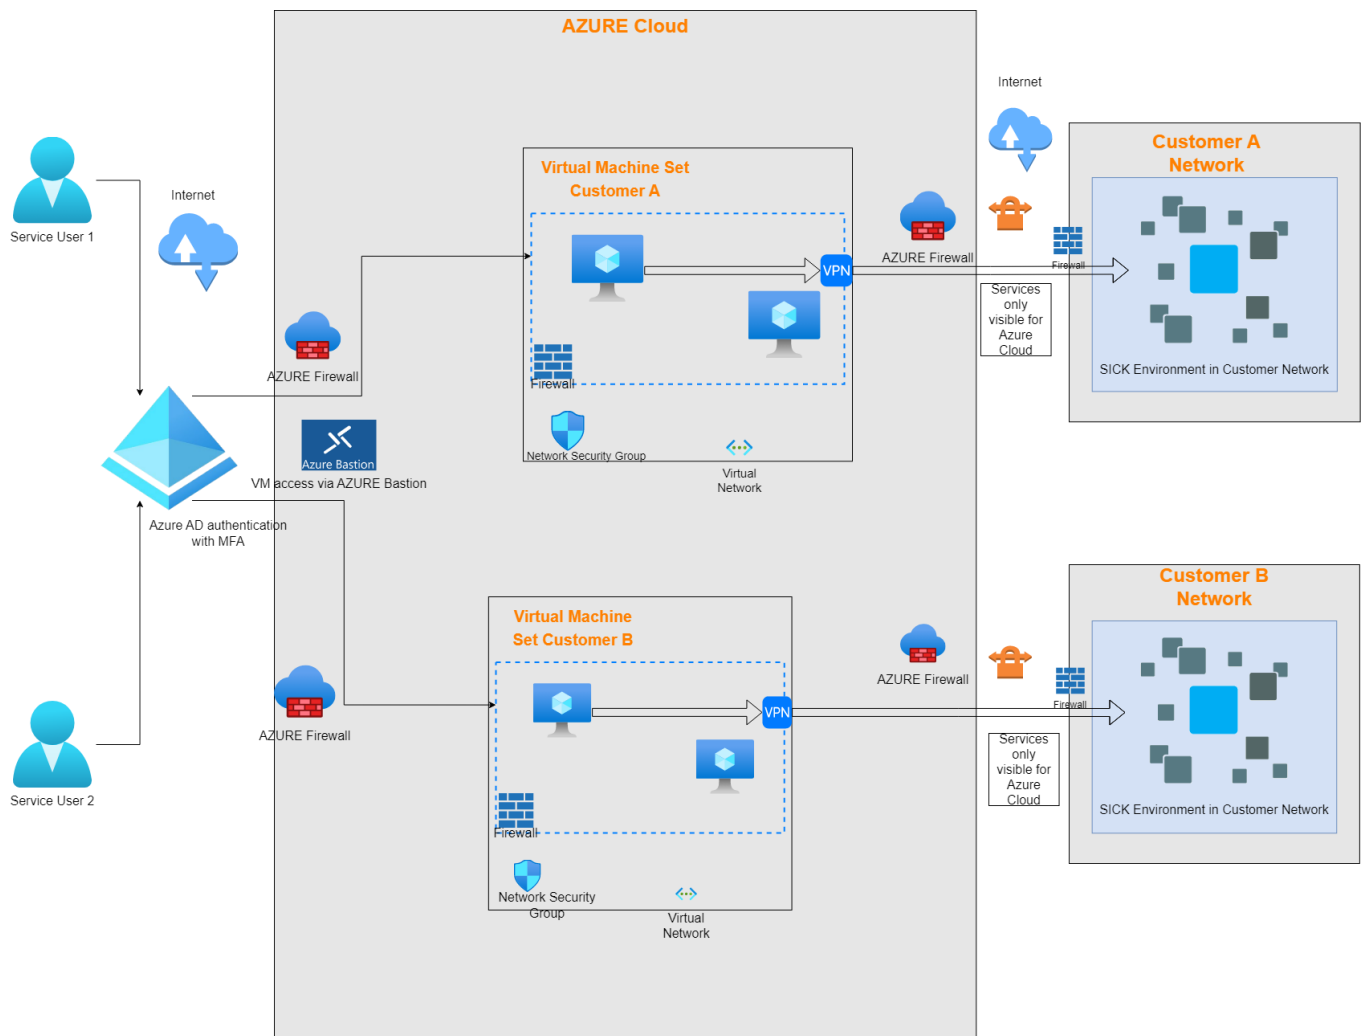 AZURE Cloud
Internet
Customer A
Network
Virtual Machine Set
Customer A
Service User 1
Internet
AZURE Firewall
VPN
Firewall
Services
only
visible for
Azure
Cloud
SICK Environment in Customer Network
AZURE Firewall
Firewall
Azure Bastion
VM access via AZURE Bastion
Network Security Group
Virtual
Network
Azure AD authentication
with MFA
Customer B
Network
Virtual Machine
Set Customer B
AZURE Firewall
VPN
Firewall
Services
only
visible for
Azure
Cloud
SICK Environment in Customer Network
AZURE Firewall
Service User 2
Firewall
Network Security
Group
Virtual
Network